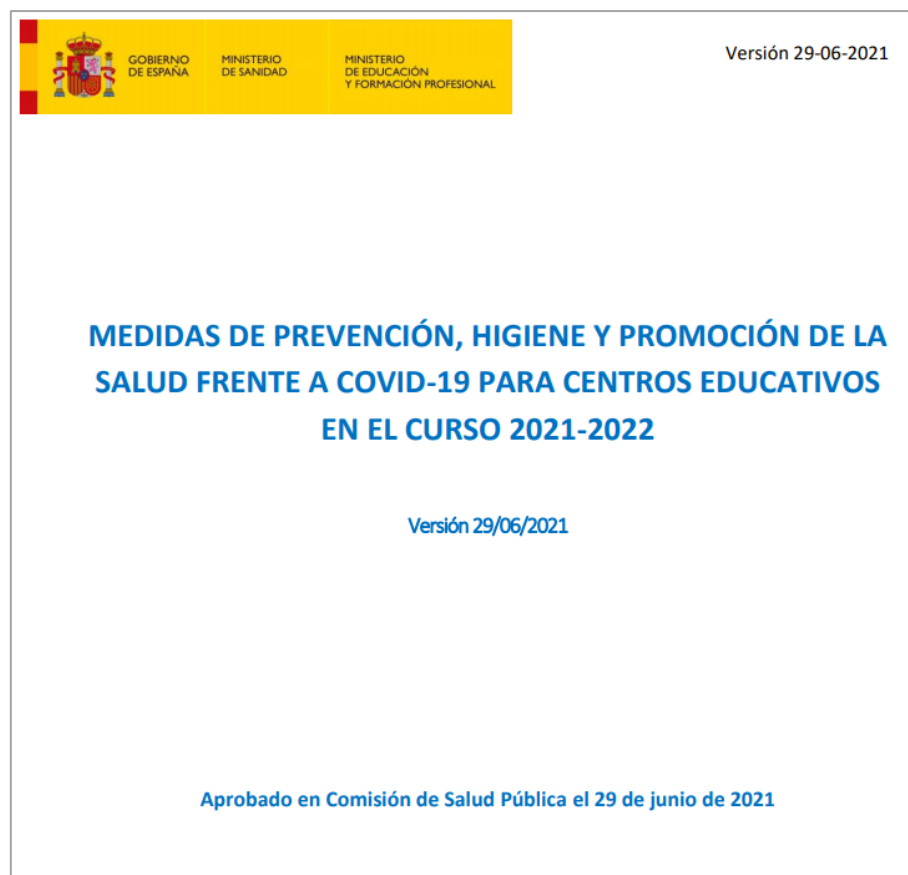 GOBIERNO
DE ESPAÑA
MINISTERIO
DE SANIDAD
MINISTERIO
DE EDUCACIÓN
Y FORMACIÓN PROFESIONAL
Versión 29-06-2021
MEDIDAS DE PREVENCIÓN, HIGIENE Y PROMOCIÓN DE LA
SALUD FRENTE A COVID-19 PARA CENTROS EDUCATIVOS
EN EL CURSO 2021-2022
Versión 29/06/2021
Aprobado en Comisión de Salud Pública el 29 de junio de 2021